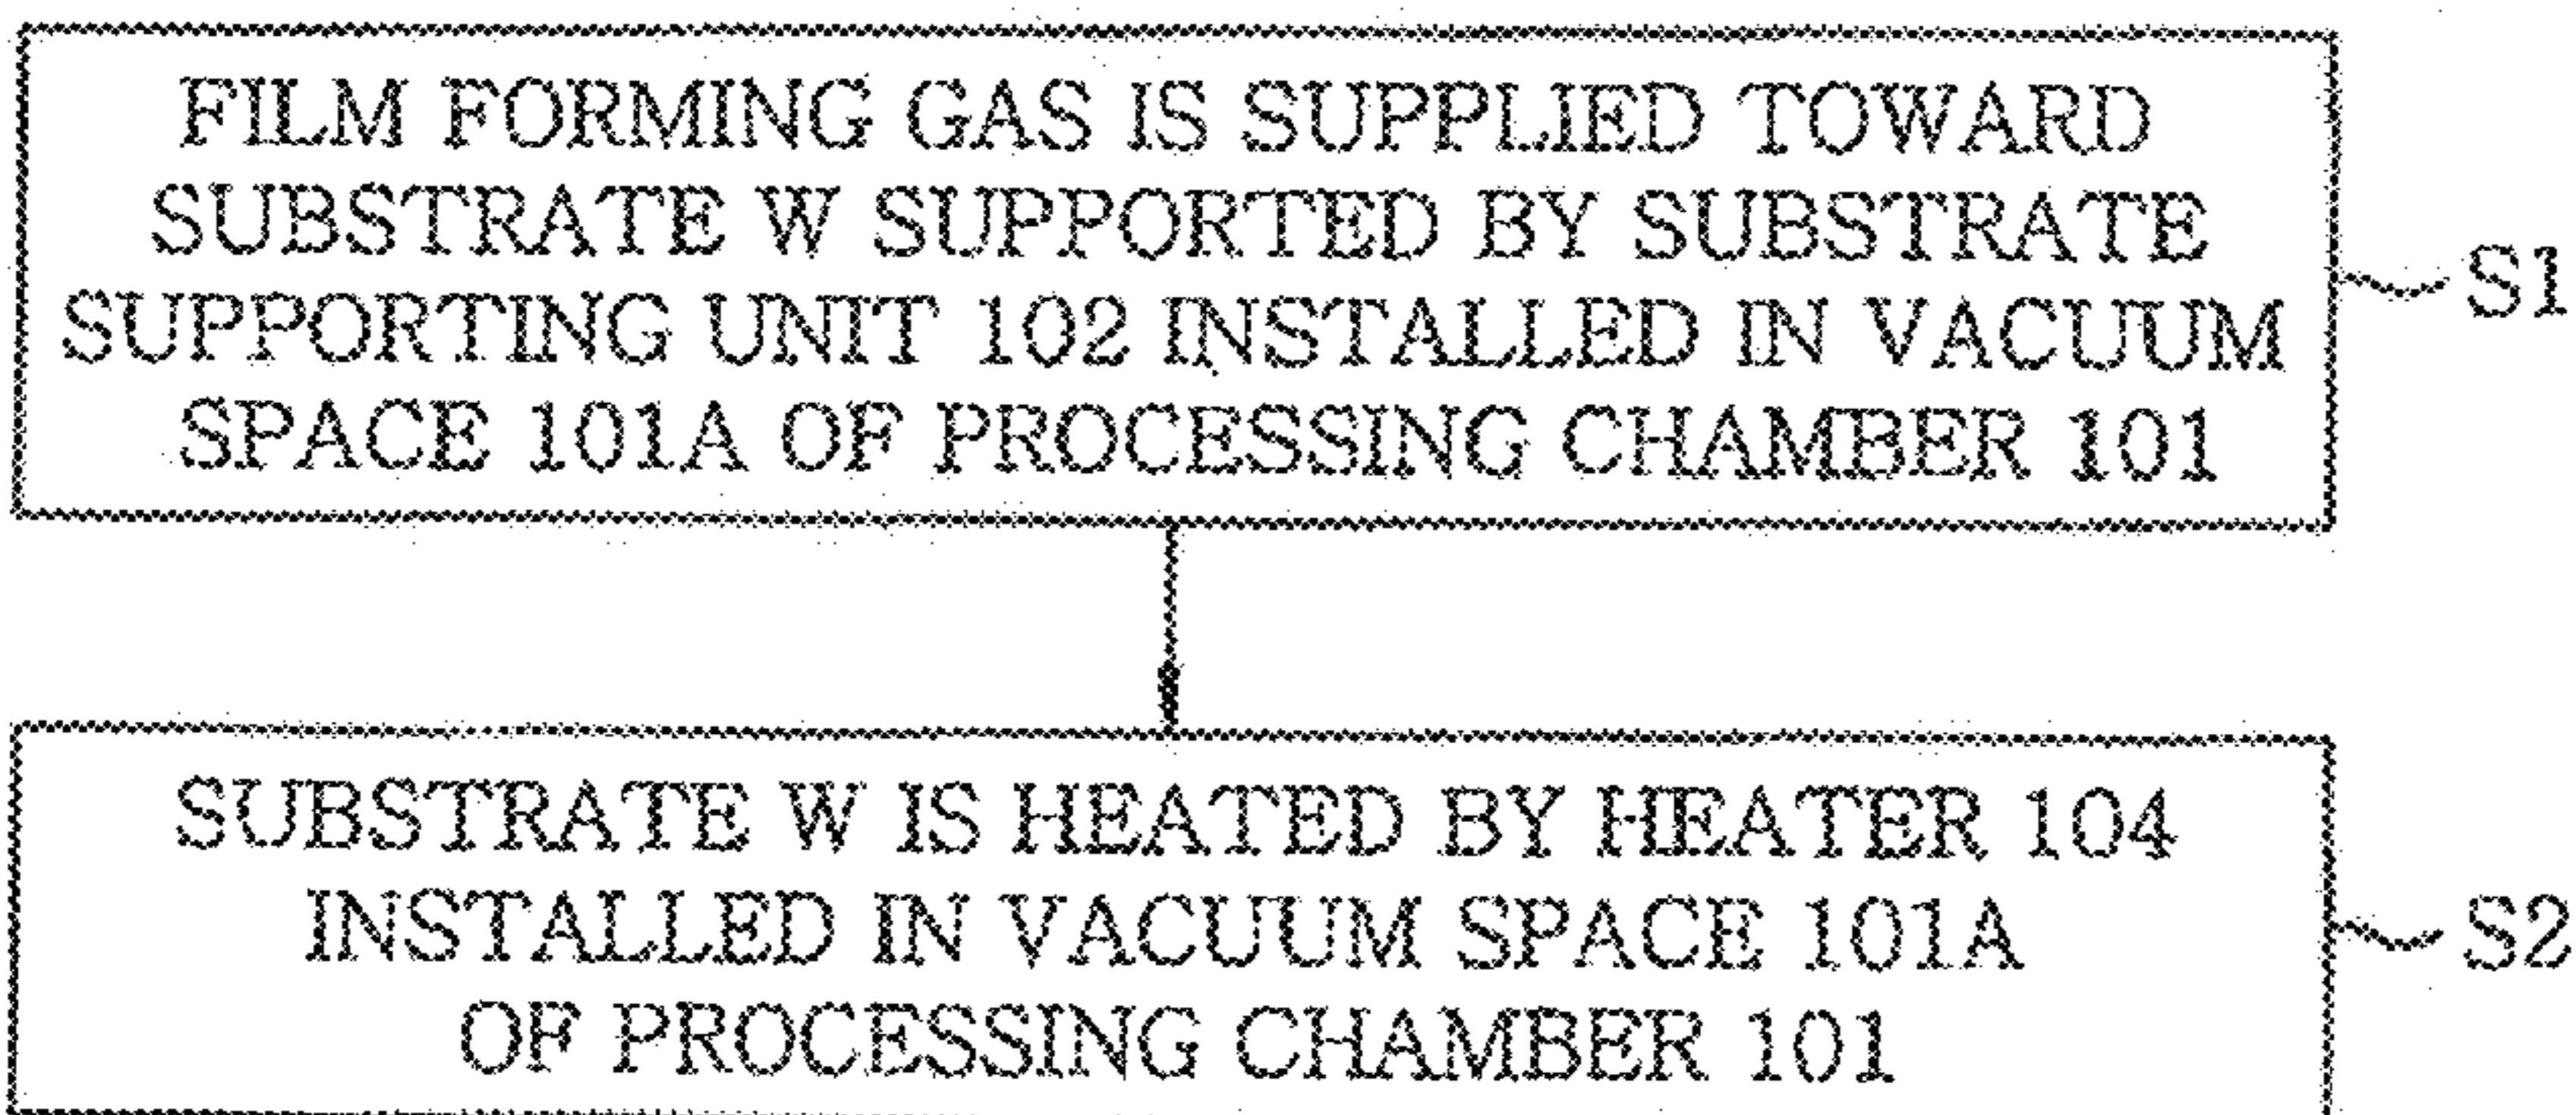 FILM FORMING GAS IS SUPPLIED TOWARD
SUBSTRATE W SUPPORTED BY SUBSTRATE
SUPPORTING UNIT 102 INSTALLED IN VACUUM
SPACE 101A OF PROCESSING CHAMBER 101
S1
SUBSTRATE W IS HEATED BY HEATER 104
INSTALLED IN VACUUM SPACE 101A
OF PROCESSING CHAMBER 101
S2